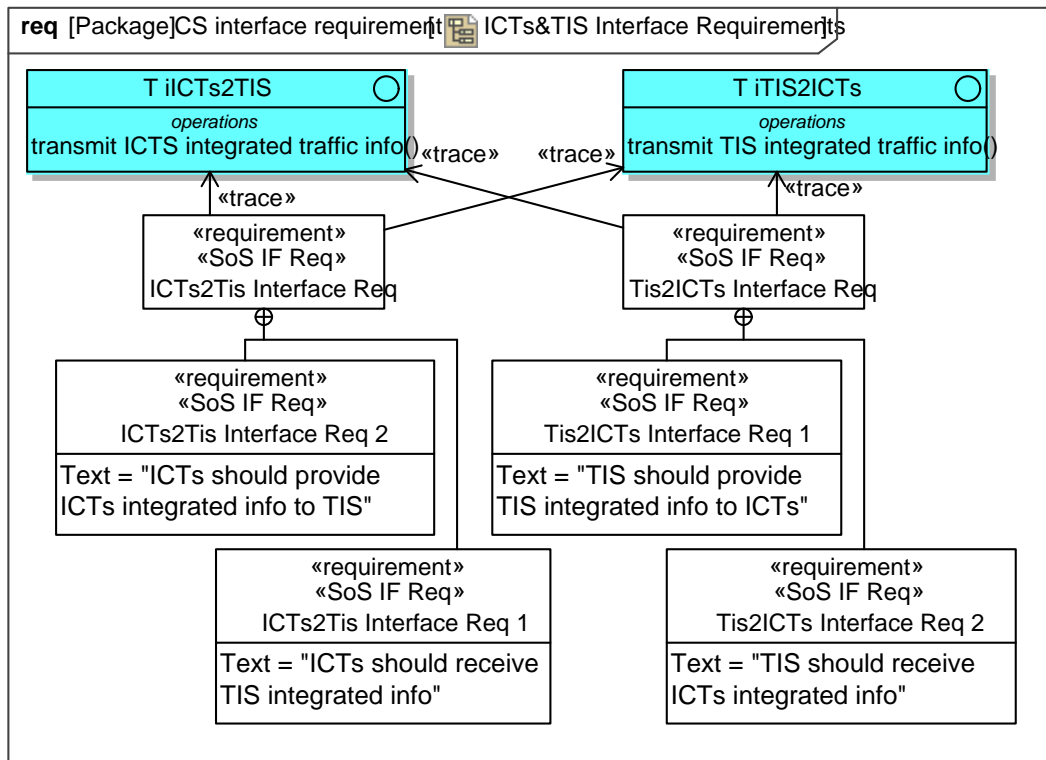 req [Package]CS interface requirement[ ICTs&TIS Interface Requirements]
T iICTs2TIS
operations
transmit ICTS integrated traffic info()
T iTIS2ICTs
operations
transmit TIS integrated traffic info()
«trace»
«trace»
«trace»
«trace»
«requirement»
«SoS IF Req»
ICTs2Tis Interface Req
«requirement»
«SoS IF Req»
Tis2ICTs Interface Req
«requirement»
«SoS IF Req»
ICTs2Tis Interface Req 2
Text = "ICTs should provide
ICTs integrated info to TIS"
«requirement»
«SoS IF Req»
Tis2ICTs Interface Req 1
Text = "TIS should provide
TIS integrated info to ICTs"
«requirement»
«SoS IF Req»
ICTs2Tis Interface Req 1
Text = "ICTs should receive
TIS integrated info"
«requirement»
«SoS IF Req»
Tis2ICTs Interface Req 2
Text = "TIS should receive
ICTs integrated info"